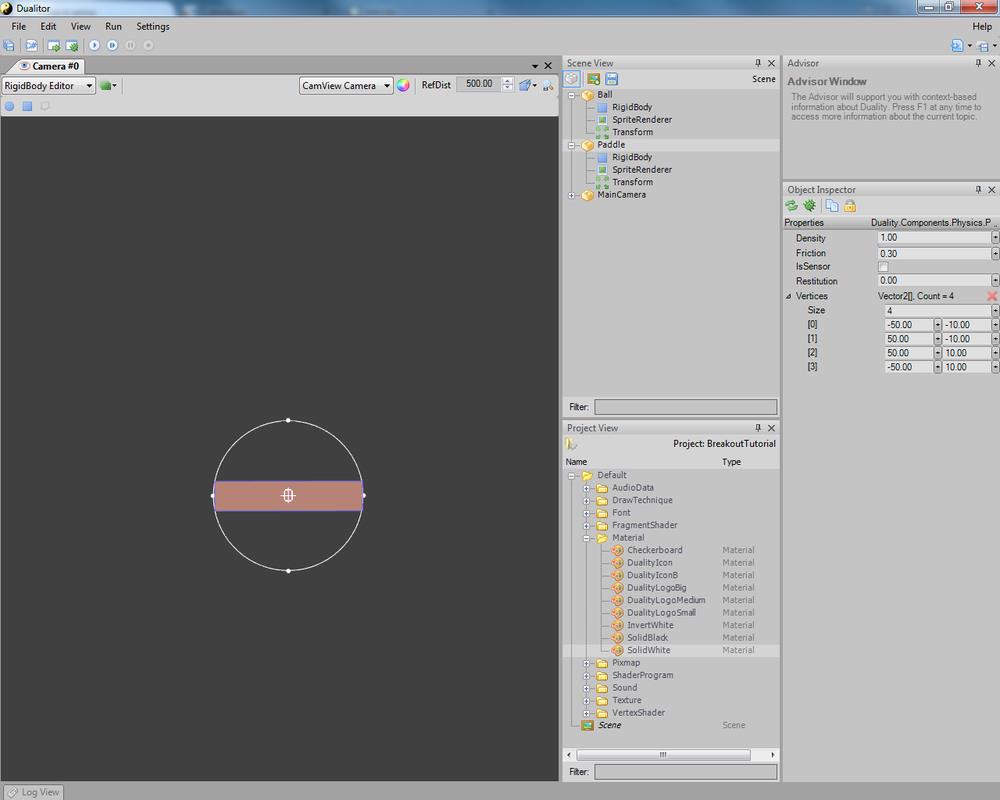 Dualitor
File Edit View Run Settings Help
Camera #0
RigidBody Editor
CamView Camera
RefDist 500.00
Scene View
Scene
Ball
RigidBody
SpriteRenderer
Transform
Paddle
RigidBody
SpriteRenderer
Transform
MainCamera
Filter:
Project View
Project: BreakoutTutorial
Name Type
Default
AudioData
DrawTechnique
Font
FragmentShader
Material
Checkerboard Material
DualityIcon Material
DualityIconB Material
DualityLogoBig Material
DualityLogoMedium Material
DualityLogoSmall Material
InvertWhite Material
SolidBlack Material
SolidWhite Material
Pixmap
ShaderProgram
Sound
Texture
VertexShader
Scene Scene
Filter:
Advisor
Advisor Window
The Advisor will support you with context-based
information about Duality. Press F1 at any time to
access more information about the current topic.
Object Inspector
Properties Duality.Components.Physics.P...
Density 1.00
Friction 0.30
IsSensor
Restitution 0.00
Vertices Vector2[], Count = 4
Size 4
[0] -50.00 -10.00
[1] 50.00 -10.00
[2] 50.00 10.00
[3] -50.00 10.00
Log View